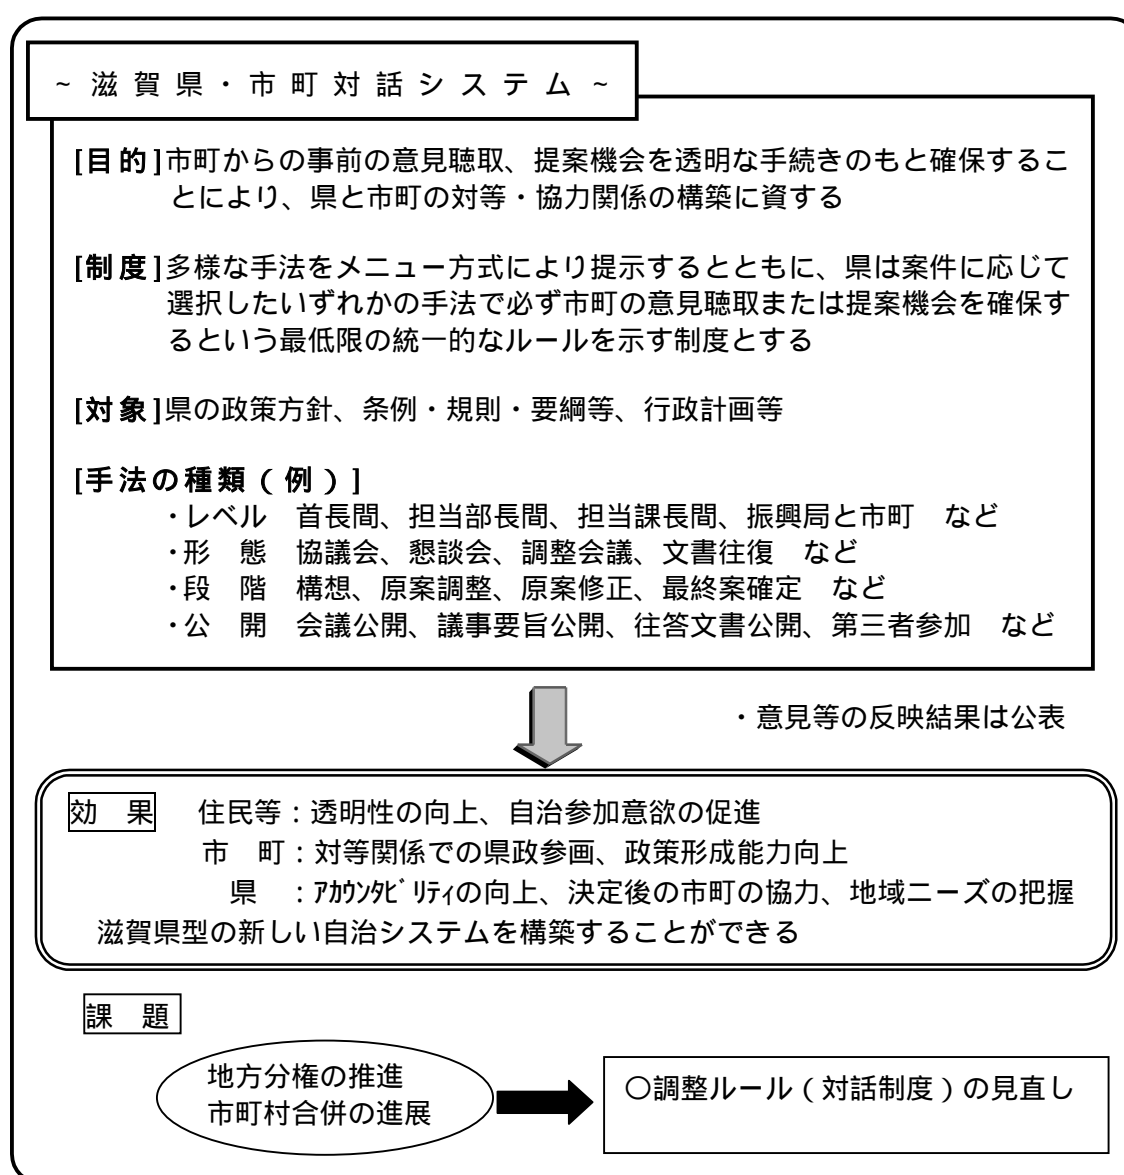 ~ 滋 賀 県 ・ 市 町 対 話 シ ス テ ム ~
[目的]市町からの事前の意見聴取、提案機会を透明な手続きのもと確保するこ
とにより、県と市町の対等・協力関係の構築に資する
[制度]多様な手法をメニュー方式により提示するとともに、県は案件に応じて
選択したいずれかの手法で必ず市町の意見聴取または提案機会を確保す
るという最低限の統一的なルールを示す制度とする
[対象]県の政策方針、条例・規則・要綱等、行政計画等
[手法の種類(例)]
・レベル　首長間、担当部長間、担当課長間、振興局と市町　など
・形　態　協議会、懇談会、調整会議、文書往復　など
・段　階　構想、原案調整、原案修正、最終案確定　など
・公　開　会議公開、議事要旨公開、往答文書公開、第三者参加　など
・意見等の反映結果は公表
効　果　住民等：透明性の向上、自治参加意欲の促進
市　町：対等関係での県政参画、政策形成能力向上
県　：ｱｶｳﾝﾀﾋﾞﾘﾃｨの向上、決定後の市町の協力、地域ニーズの把握
滋賀県型の新しい自治システムを構築することができる
課　題
地方分権の推進
市町村合併の進展
○調整ルール(対話制度)の見直し